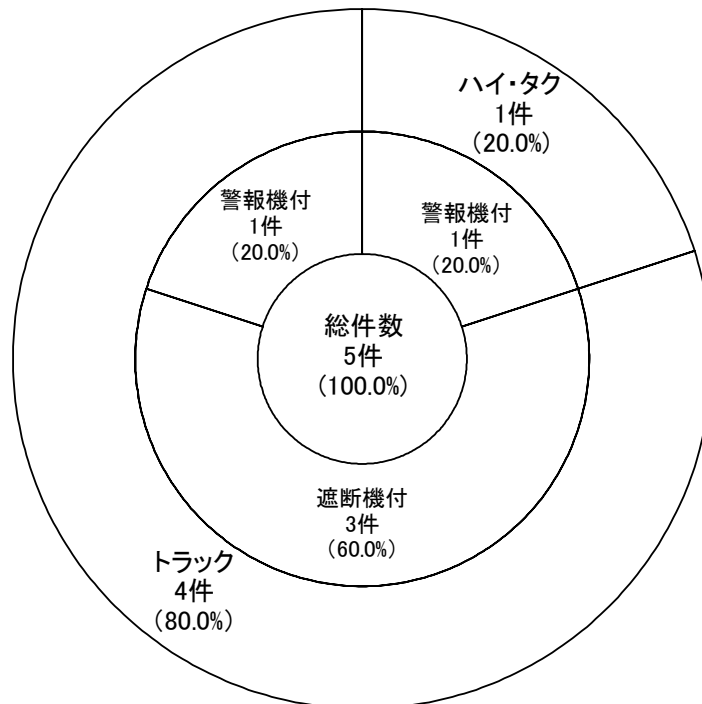 ハイ・タク
1件
（20.0%）
警報機付
1件
（20.0%）
警報機付
1件
（20.0%）
総件数
5件
（100.0%）
遮断機付
3件
（60.0%）
トラック
4件
（80.0%）